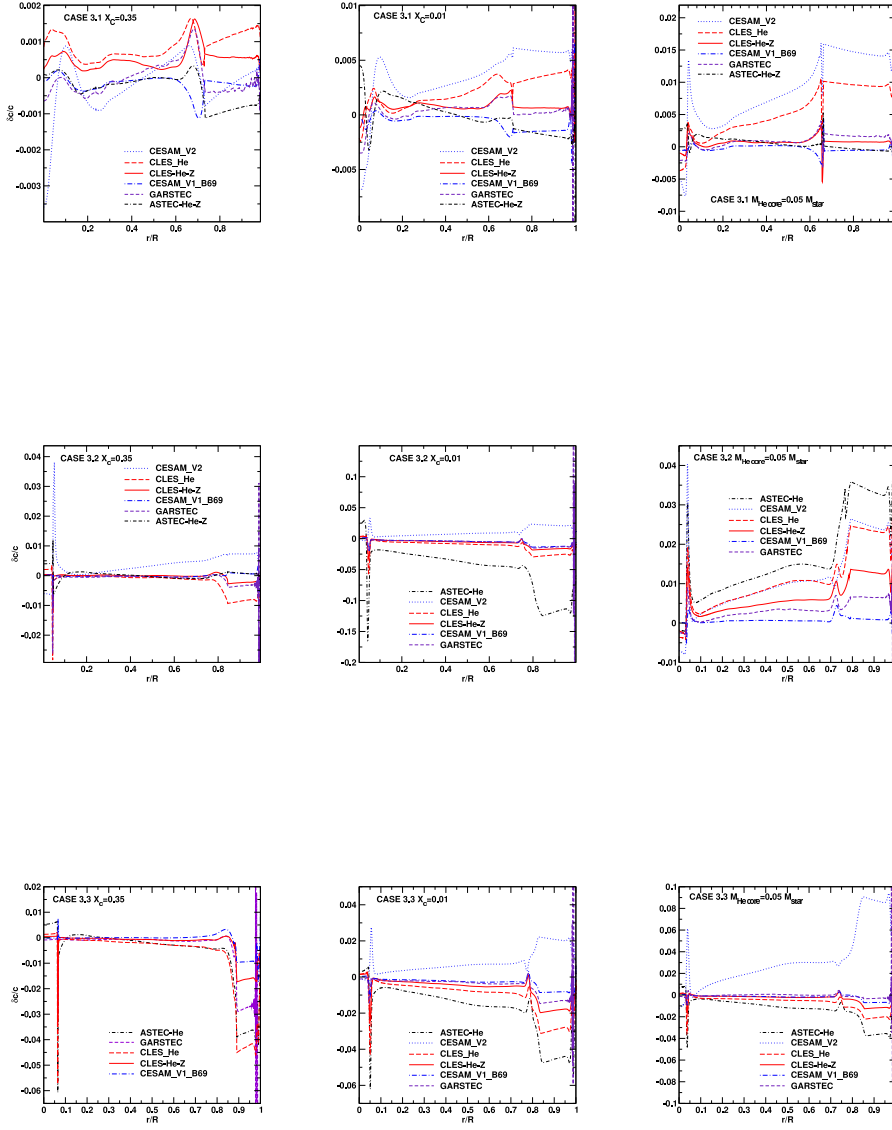 CASE 3.1 X_C=0.35
0.002
0.001
0
-0.001
-0.002
-0.003
δc/c
CESAM_V2
CLES_He
CLES-He-Z
CESAM_V1_B69
GARSTEC
ASTEC-He-Z
0 0.2 0.4 0.6 0.8
r/R
CASE 3.1 X_C=0.01
0.010
0.005
0
-0.005
CESAM_V2
CLES_He
CLES-He-Z
CESAM_V1_B69
GARSTEC
ASTEC-He-Z
0 0.2 0.4 0.6 0.8 1
r/R
0.02
0.015
0.010
0.005
0
-0.005
-0.01
CESAM_V2
CLES_He
CLES-He-Z
CESAM_V1_B69
GARSTEC
ASTEC-He-Z
CASE 3.1 M_He core=0.05 M_star
0 0.2 0.4 0.6 0.8
r/R
CASE 3.2 X_c=0.35
0.04
0.03
0.02
0.01
0
-0.01
-0.02
δc/c
CESAM_V2
CLES_He
CLES-He-Z
CESAM_V1_B69
GARSTEC
ASTEC-He-Z
0 0.2 0.4 0.6 0.8
r/R
CASE 3.2 X_c=0.01
0.1
0.05
0
-0.05
-0.1
-0.15
-0.2
ASTEC-He
CESAM_V2
CLES_He
CLES-He-Z
CESAM_V1_B69
GARSTEC
0 0.1 0.2 0.3 0.4 0.5 0.6 0.7 0.8 0.9
r/R
CASE 3.2 M_He core=0.05 M_star
0.04
0.03
0.02
0.01
0
-0.01
ASTEC-He
CESAM_V2
CLES_He
CLES-He-Z
CESAM_V1_B69
GARSTEC
0 0.1 0.2 0.3 0.4 0.5 0.6 0.7 0.8 0.9
r/R
CASE 3.3 X_c=0.35
0.02
0.01
0
-0.01
-0.02
-0.03
-0.04
-0.05
-0.06
δc/c
ASTEC-He
GARSTEC
CLES_He
CLES-He-Z
CESAM_V1_B69
0 0.1 0.2 0.3 0.4 0.5 0.6 0.7 0.8 0.9 1
r/R
CASE 3.3 X_c=0.01
0.04
0.02
0
-0.02
-0.04
-0.06
ASTEC-He
CESAM_V2
CLES_He
CLES-He-Z
CESAM_V1_B69
GARSTEC
0 0.1 0.2 0.3 0.4 0.5 0.6 0.7 0.8 0.9 1
r/R
CASE 3.3 M_He core=0.05 M_star
0.1
0.08
0.06
0.04
0.02
0
-0.02
-0.04
-0.06
-0.08
-0.1
ASTEC-He
CESAM_V2
CLES_He
CLES-He-Z
CESAM_V1_B69
GARSTEC
0 0.1 0.2 0.3 0.4 0.5 0.6 0.7 0.8 0.9
r/R